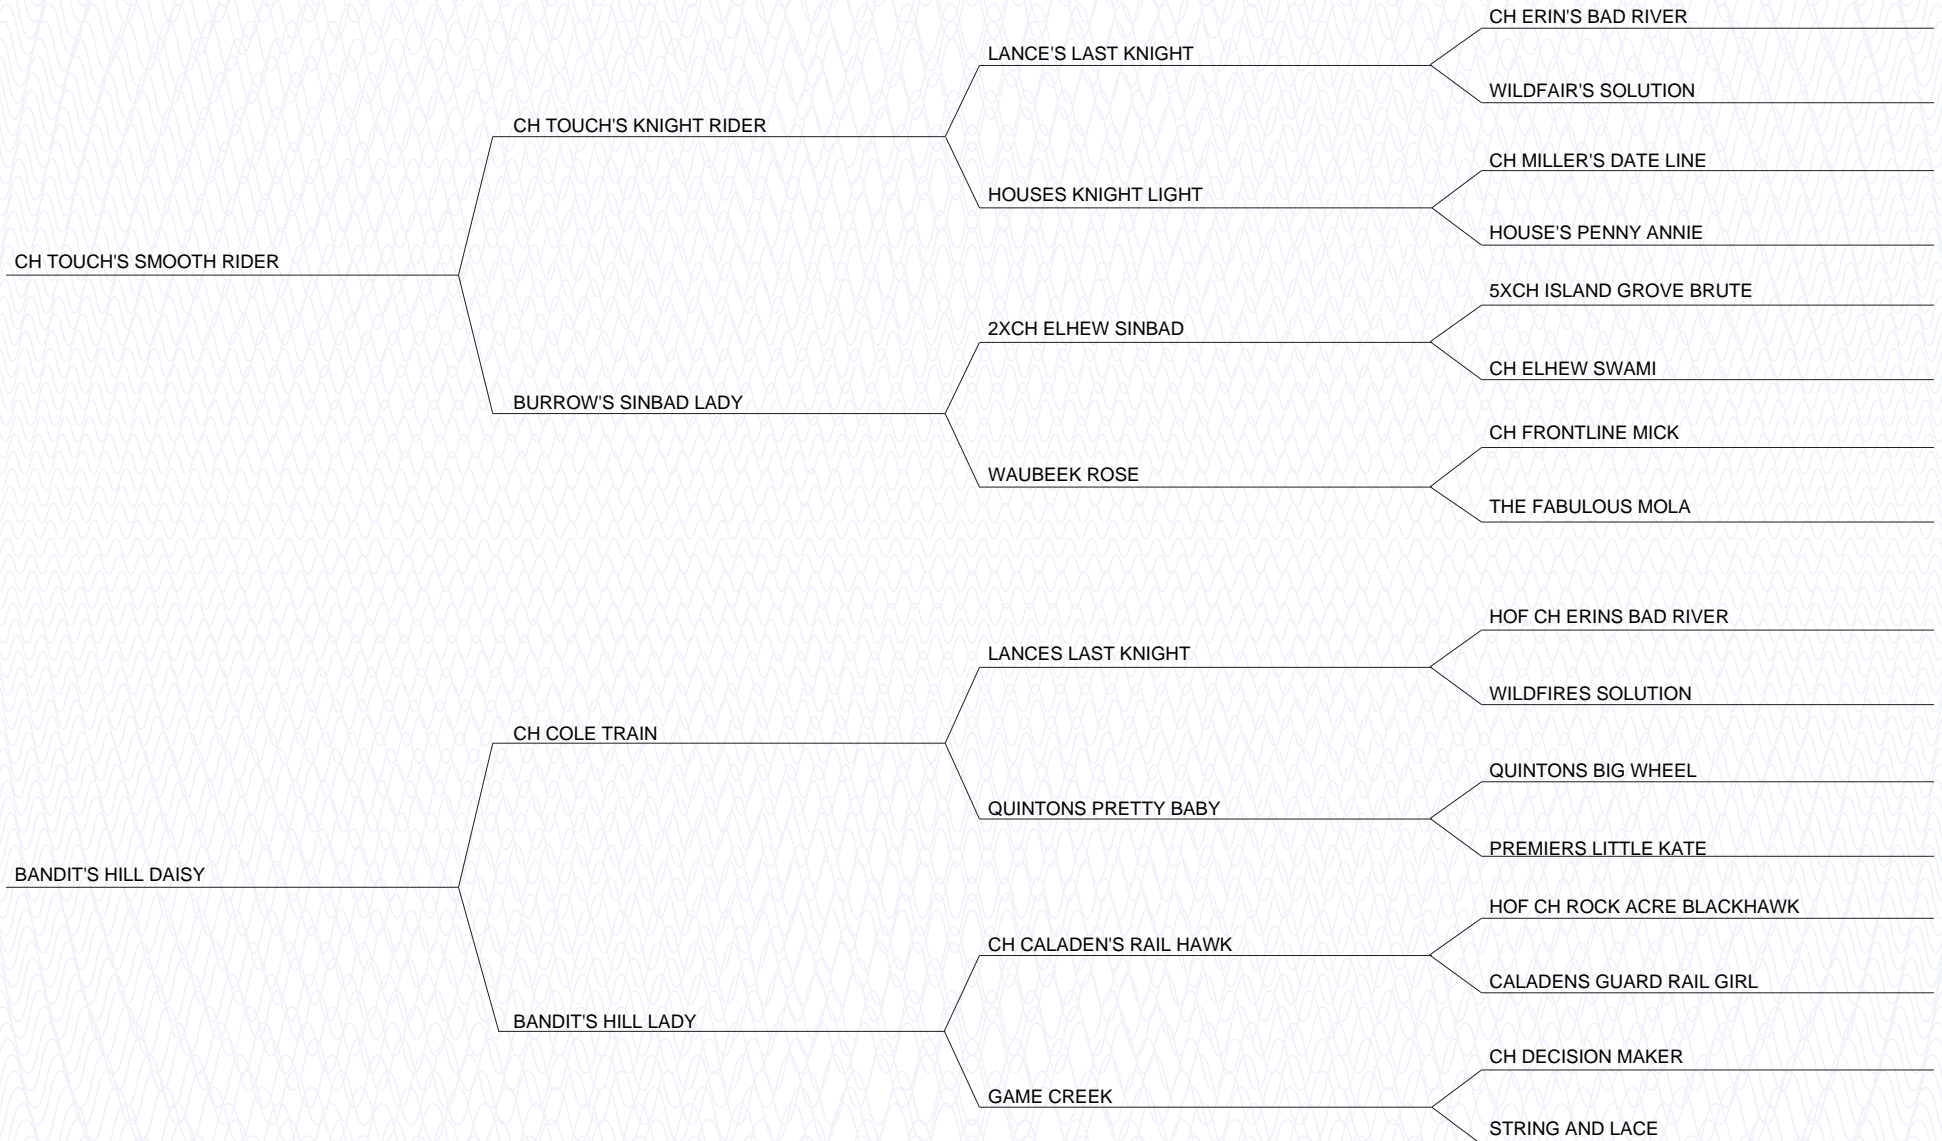 CH ERIN'S BAD RIVER
LANCE'S LAST KNIGHT
WILDFAIR'S SOLUTION
CH TOUCH'S KNIGHT RIDER
CH MILLER'S DATE LINE
HOUSES KNIGHT LIGHT
HOUSE'S PENNY ANNIE
CH TOUCH'S SMOOTH RIDER
5XCH ISLAND GROVE BRUTE
2XCH ELHEW SINBAD
CH ELHEW SWAMI
BURROW'S SINBAD LADY
CH FRONTLINE MICK
WAUBEEK ROSE
THE FABULOUS MOLA
HOF CH ERINS BAD RIVER
LANCES LAST KNIGHT
WILDFIRES SOLUTION
CH COLE TRAIN
QUINTONS BIG WHEEL
QUINTONS PRETTY BABY
PREMIERS LITTLE KATE
BANDIT'S HILL DAISY
HOF CH ROCK ACRE BLACKHAWK
CH CALADEN'S RAIL HAWK
CALADENS GUARD RAIL GIRL
BANDIT'S HILL LADY
CH DECISION MAKER
GAME CREEK
STRING AND LACE